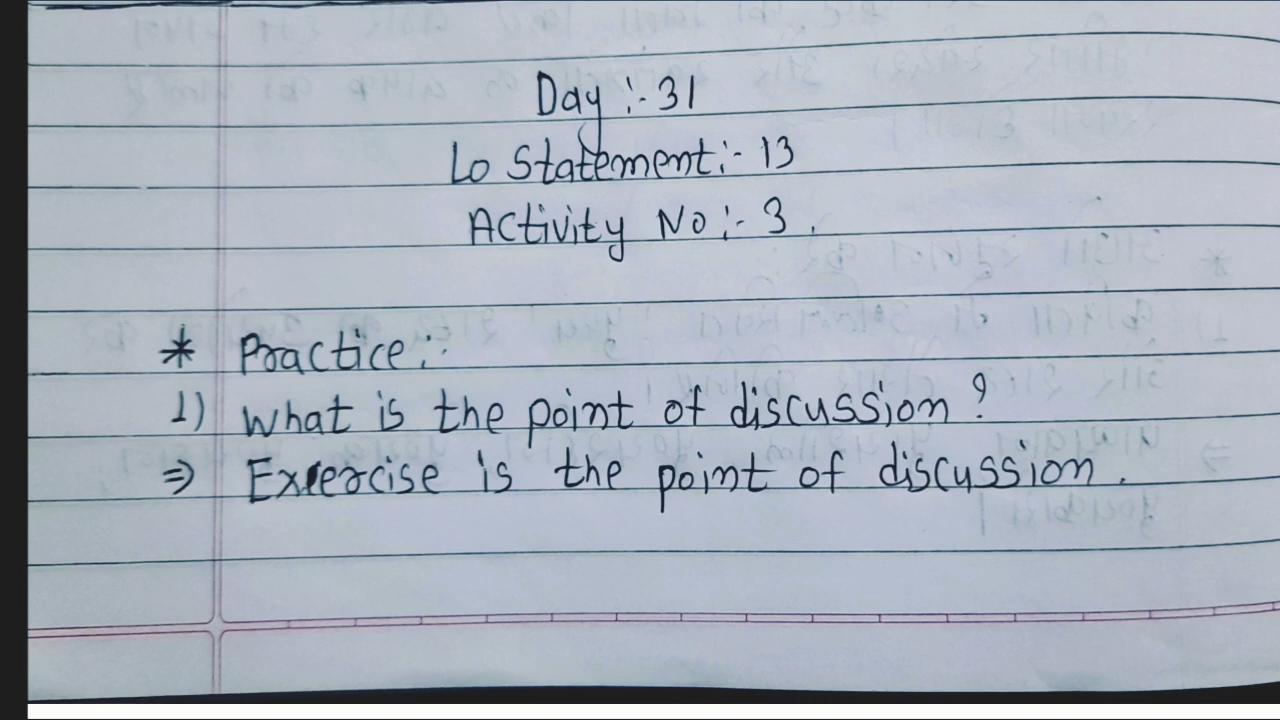 Day :- 31
Lo Statement :- 13
Activity No :- 3.
* Practice :-
1) What is the point of discussion ?
⇒ Exercise is the point of discussion.